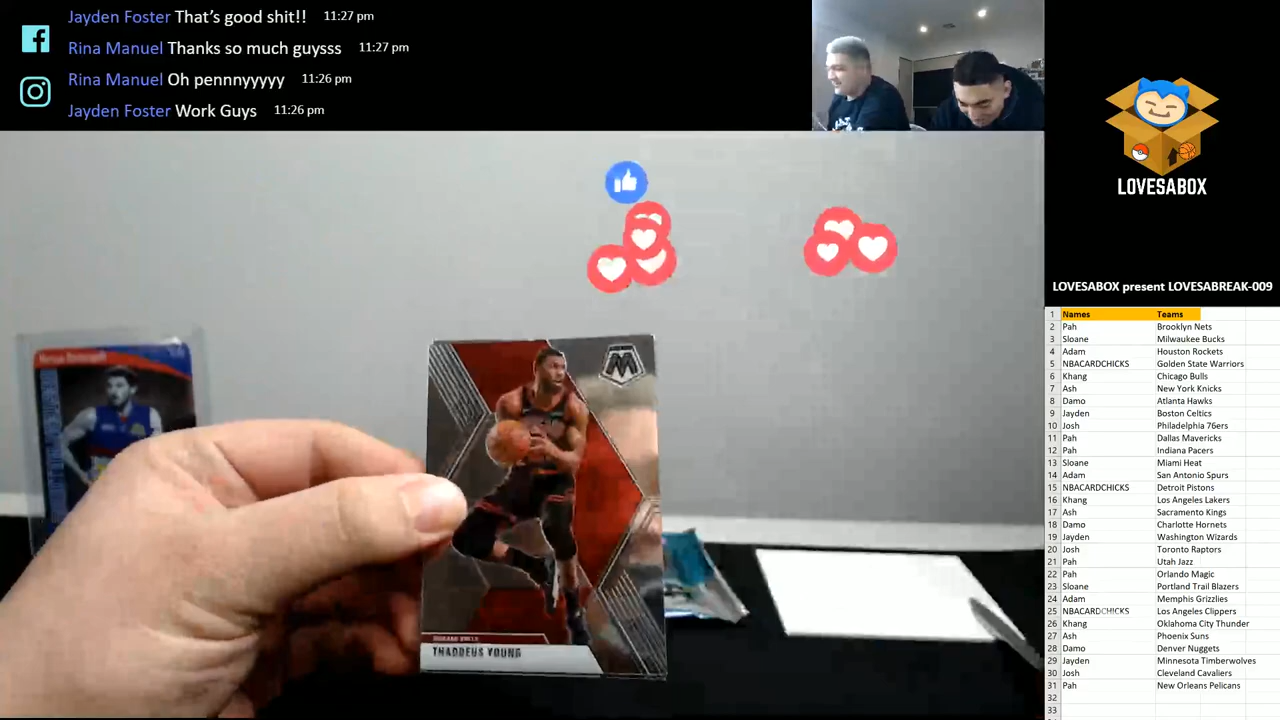 Jayden Foster That's good shit!! 11:27 pm
Rina Manuel Thanks so much guysss 11:27 pm
Rina Manuel Oh pennnyyyyy 11:26 pm
Jayden Foster Work Guys 11:26 pm
LOVESABOX
LOVESABOX present LOVESABREAK-009
1 Names Teams
2 Pah Brooklyn Nets
3 Sloane Milwaukee Bucks
4 Adam Houston Rockets
5 NBACARDCHICKS Golden State Warriors
6 Khang Chicago Bulls
7 Ash New York Knicks
8 Damo Atlanta Hawks
9 Jayden Boston Celtics
10 Josh Philadelphia 76ers
11 Pah Dallas Mavericks
12 Pah Indiana Pacers
13 Sloane Miami Heat
14 Adam San Antonio Spurs
15 NBACARDCHICKS Detroit Pistons
16 Khang Los Angeles Lakers
17 Ash Sacramento Kings
18 Damo Charlotte Hornets
19 Jayden Washington Wizards
20 Josh Toronto Raptors
21 Pah Utah Jazz
22 Pah Orlando Magic
23 Sloane Portland Trail Blazers
24 Adam Memphis Grizzlies
25 NBACARDCHICKS Los Angeles Clippers
26 Khang Oklahoma City Thunder
27 Ash Phoenix Suns
28 Damo Denver Nuggets
29 Jayden Minnesota Timberwolves
30 Josh Cleveland Cavaliers
31 Pah New Orleans Pelicans
32
33
M
CHICAGO BULLS
THADDEUS YOUNG